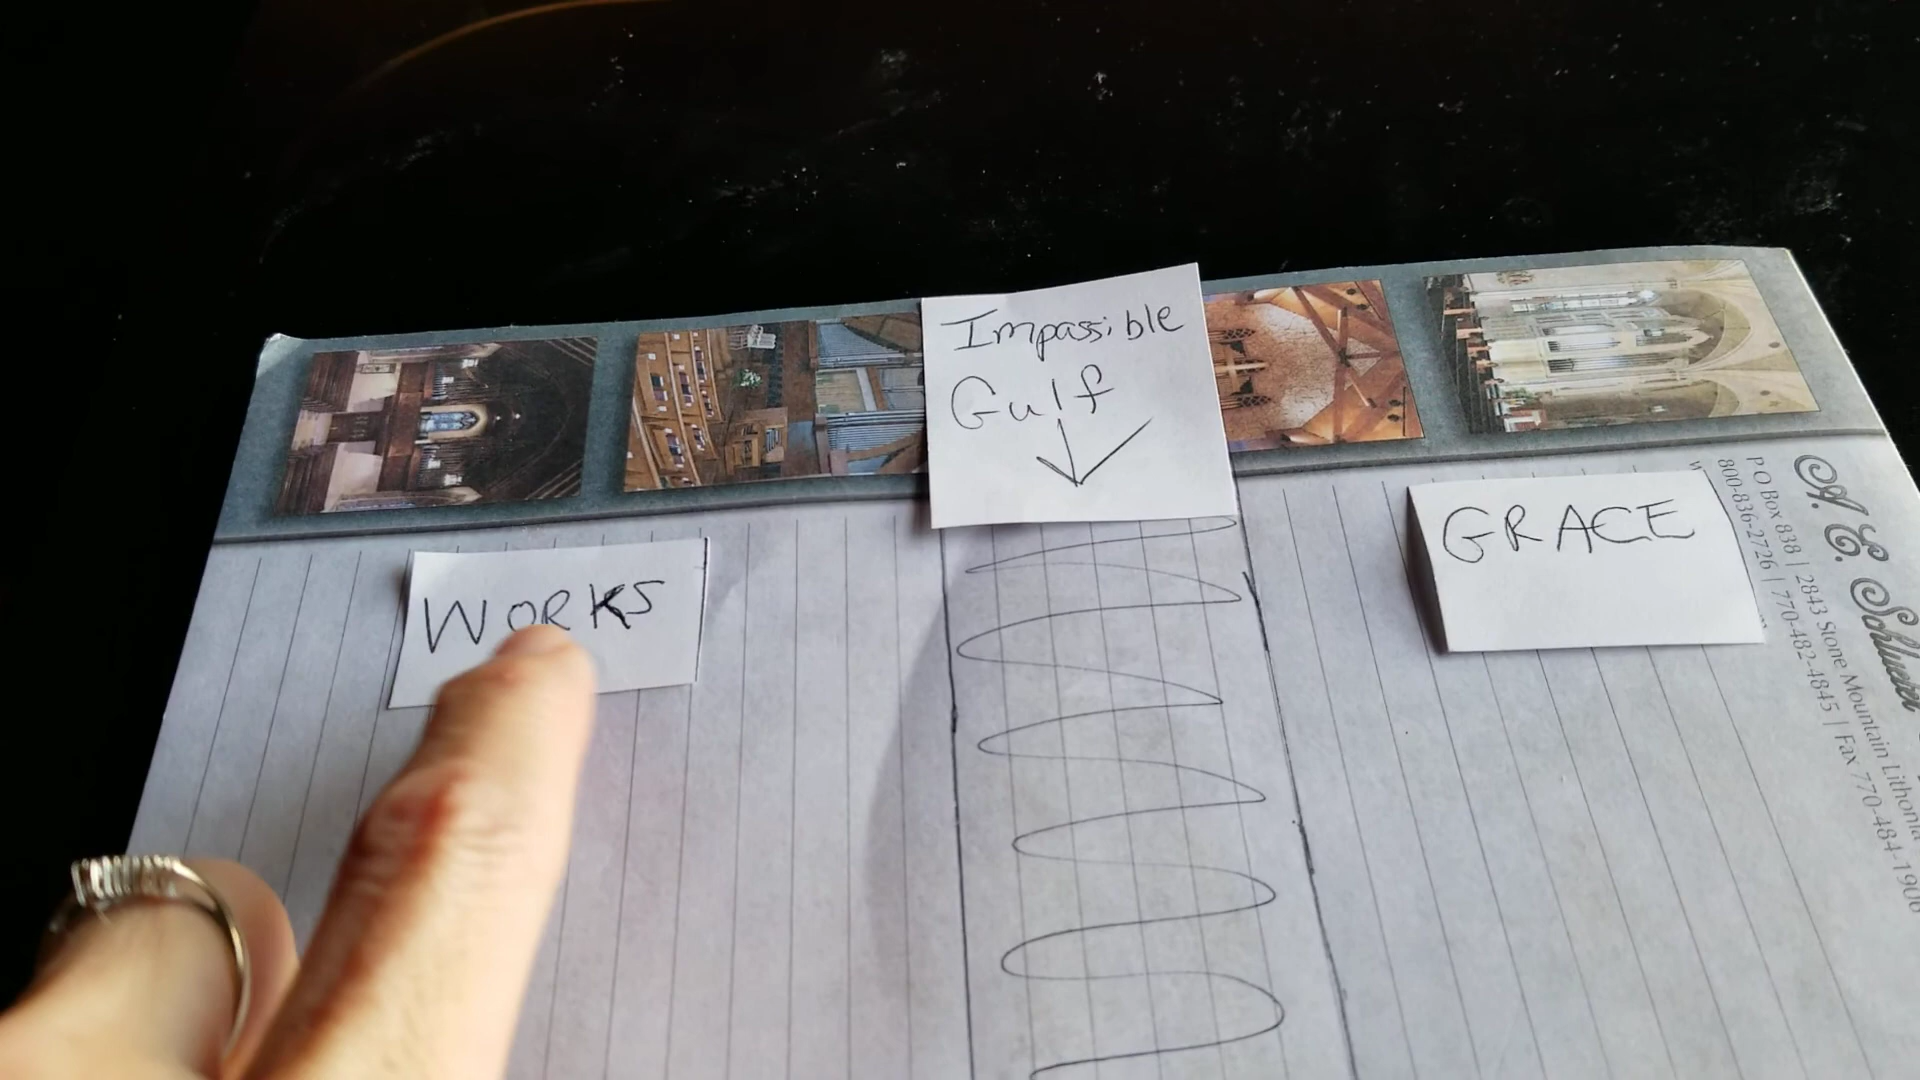 Impassible
Gulf
WORKS
GRACE
A. E. Schlueter
P O Box 838 | 2843 Stone Mountain Lithonia
800-836-2726 | 770-482-4845 | Fax 770-484-1906